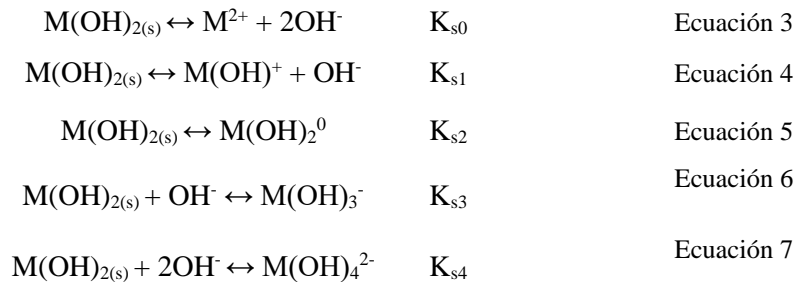 M(OH)₂₍ₛ₎ ↔ M²⁺ + 2OH⁻ Kₛ₀ Ecuación 3
M(OH)₂₍ₛ₎ ↔ M(OH)⁺ + OH⁻ Kₛ₁ Ecuación 4
M(OH)₂₍ₛ₎ ↔ M(OH)₂⁰ Kₛ₂ Ecuación 5
M(OH)₂₍ₛ₎ + OH⁻ ↔ M(OH)₃⁻ Kₛ₃ Ecuación 6
M(OH)₂₍ₛ₎ + 2OH⁻ ↔ M(OH)₄²⁻ Kₛ₄ Ecuación 7